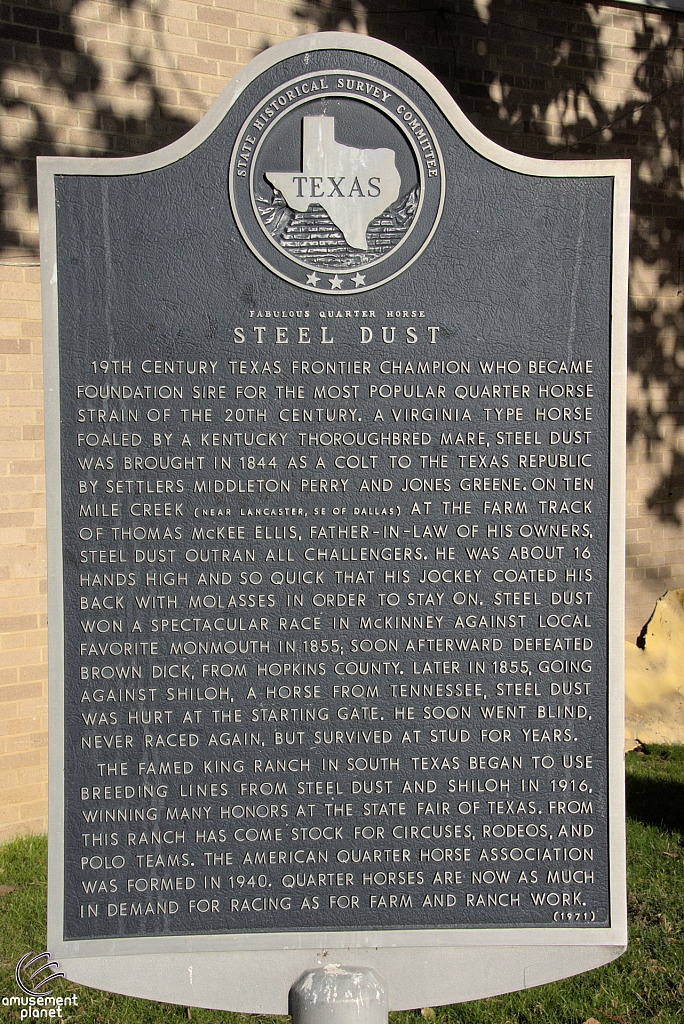 STATE HISTORICAL SURVEY COMMITTEE
TEXAS
FABULOUS QUARTER HORSE
STEEL DUST
19TH CENTURY TEXAS FRONTIER CHAMPION WHO BECAME
FOUNDATION SIRE FOR THE MOST POPULAR QUARTER HORSE
STRAIN OF THE 20TH CENTURY. A VIRGINIA TYPE HORSE
FOALED BY A KENTUCKY THOROUGHBRED MARE, STEEL DUST
WAS BROUGHT IN 1844 AS A COLT TO THE TEXAS REPUBLIC
BY SETTLERS MIDDLETON PERRY AND JONES GREENE. ON TEN
MILE CREEK (NEAR LANCASTER, SE OF DALLAS) AT THE FARM TRACK
OF THOMAS McKEE ELLIS, FATHER-IN-LAW OF HIS OWNERS,
STEEL DUST OUTRAN ALL CHALLENGERS. HE WAS ABOUT 16
HANDS HIGH AND SO QUICK THAT HIS JOCKEY COATED HIS
BACK WITH MOLASSES IN ORDER TO STAY ON. STEEL DUST
WON A SPECTACULAR RACE IN McKINNEY AGAINST LOCAL
FAVORITE MONMOUTH IN 1855; SOON AFTERWARD DEFEATED
BROWN DICK, FROM HOPKINS COUNTY. LATER IN 1855, GOING
AGAINST SHILOH, A HORSE FROM TENNESSEE, STEEL DUST
WAS HURT AT THE STARTING GATE. HE SOON WENT BLIND,
NEVER RACED AGAIN, BUT SURVIVED AT STUD FOR YEARS.
THE FAMED KING RANCH IN SOUTH TEXAS BEGAN TO USE
BREEDING LINES FROM STEEL DUST AND SHILOH IN 1916,
WINNING MANY HONORS AT THE STATE FAIR OF TEXAS. FROM
THIS RANCH HAS COME STOCK FOR CIRCUSES, RODEOS, AND
POLO TEAMS. THE AMERICAN QUARTER HORSE ASSOCIATION
WAS FORMED IN 1940. QUARTER HORSES ARE NOW AS MUCH
IN DEMAND FOR RACING AS FOR FARM AND RANCH WORK.
(1971)
amusement
planet